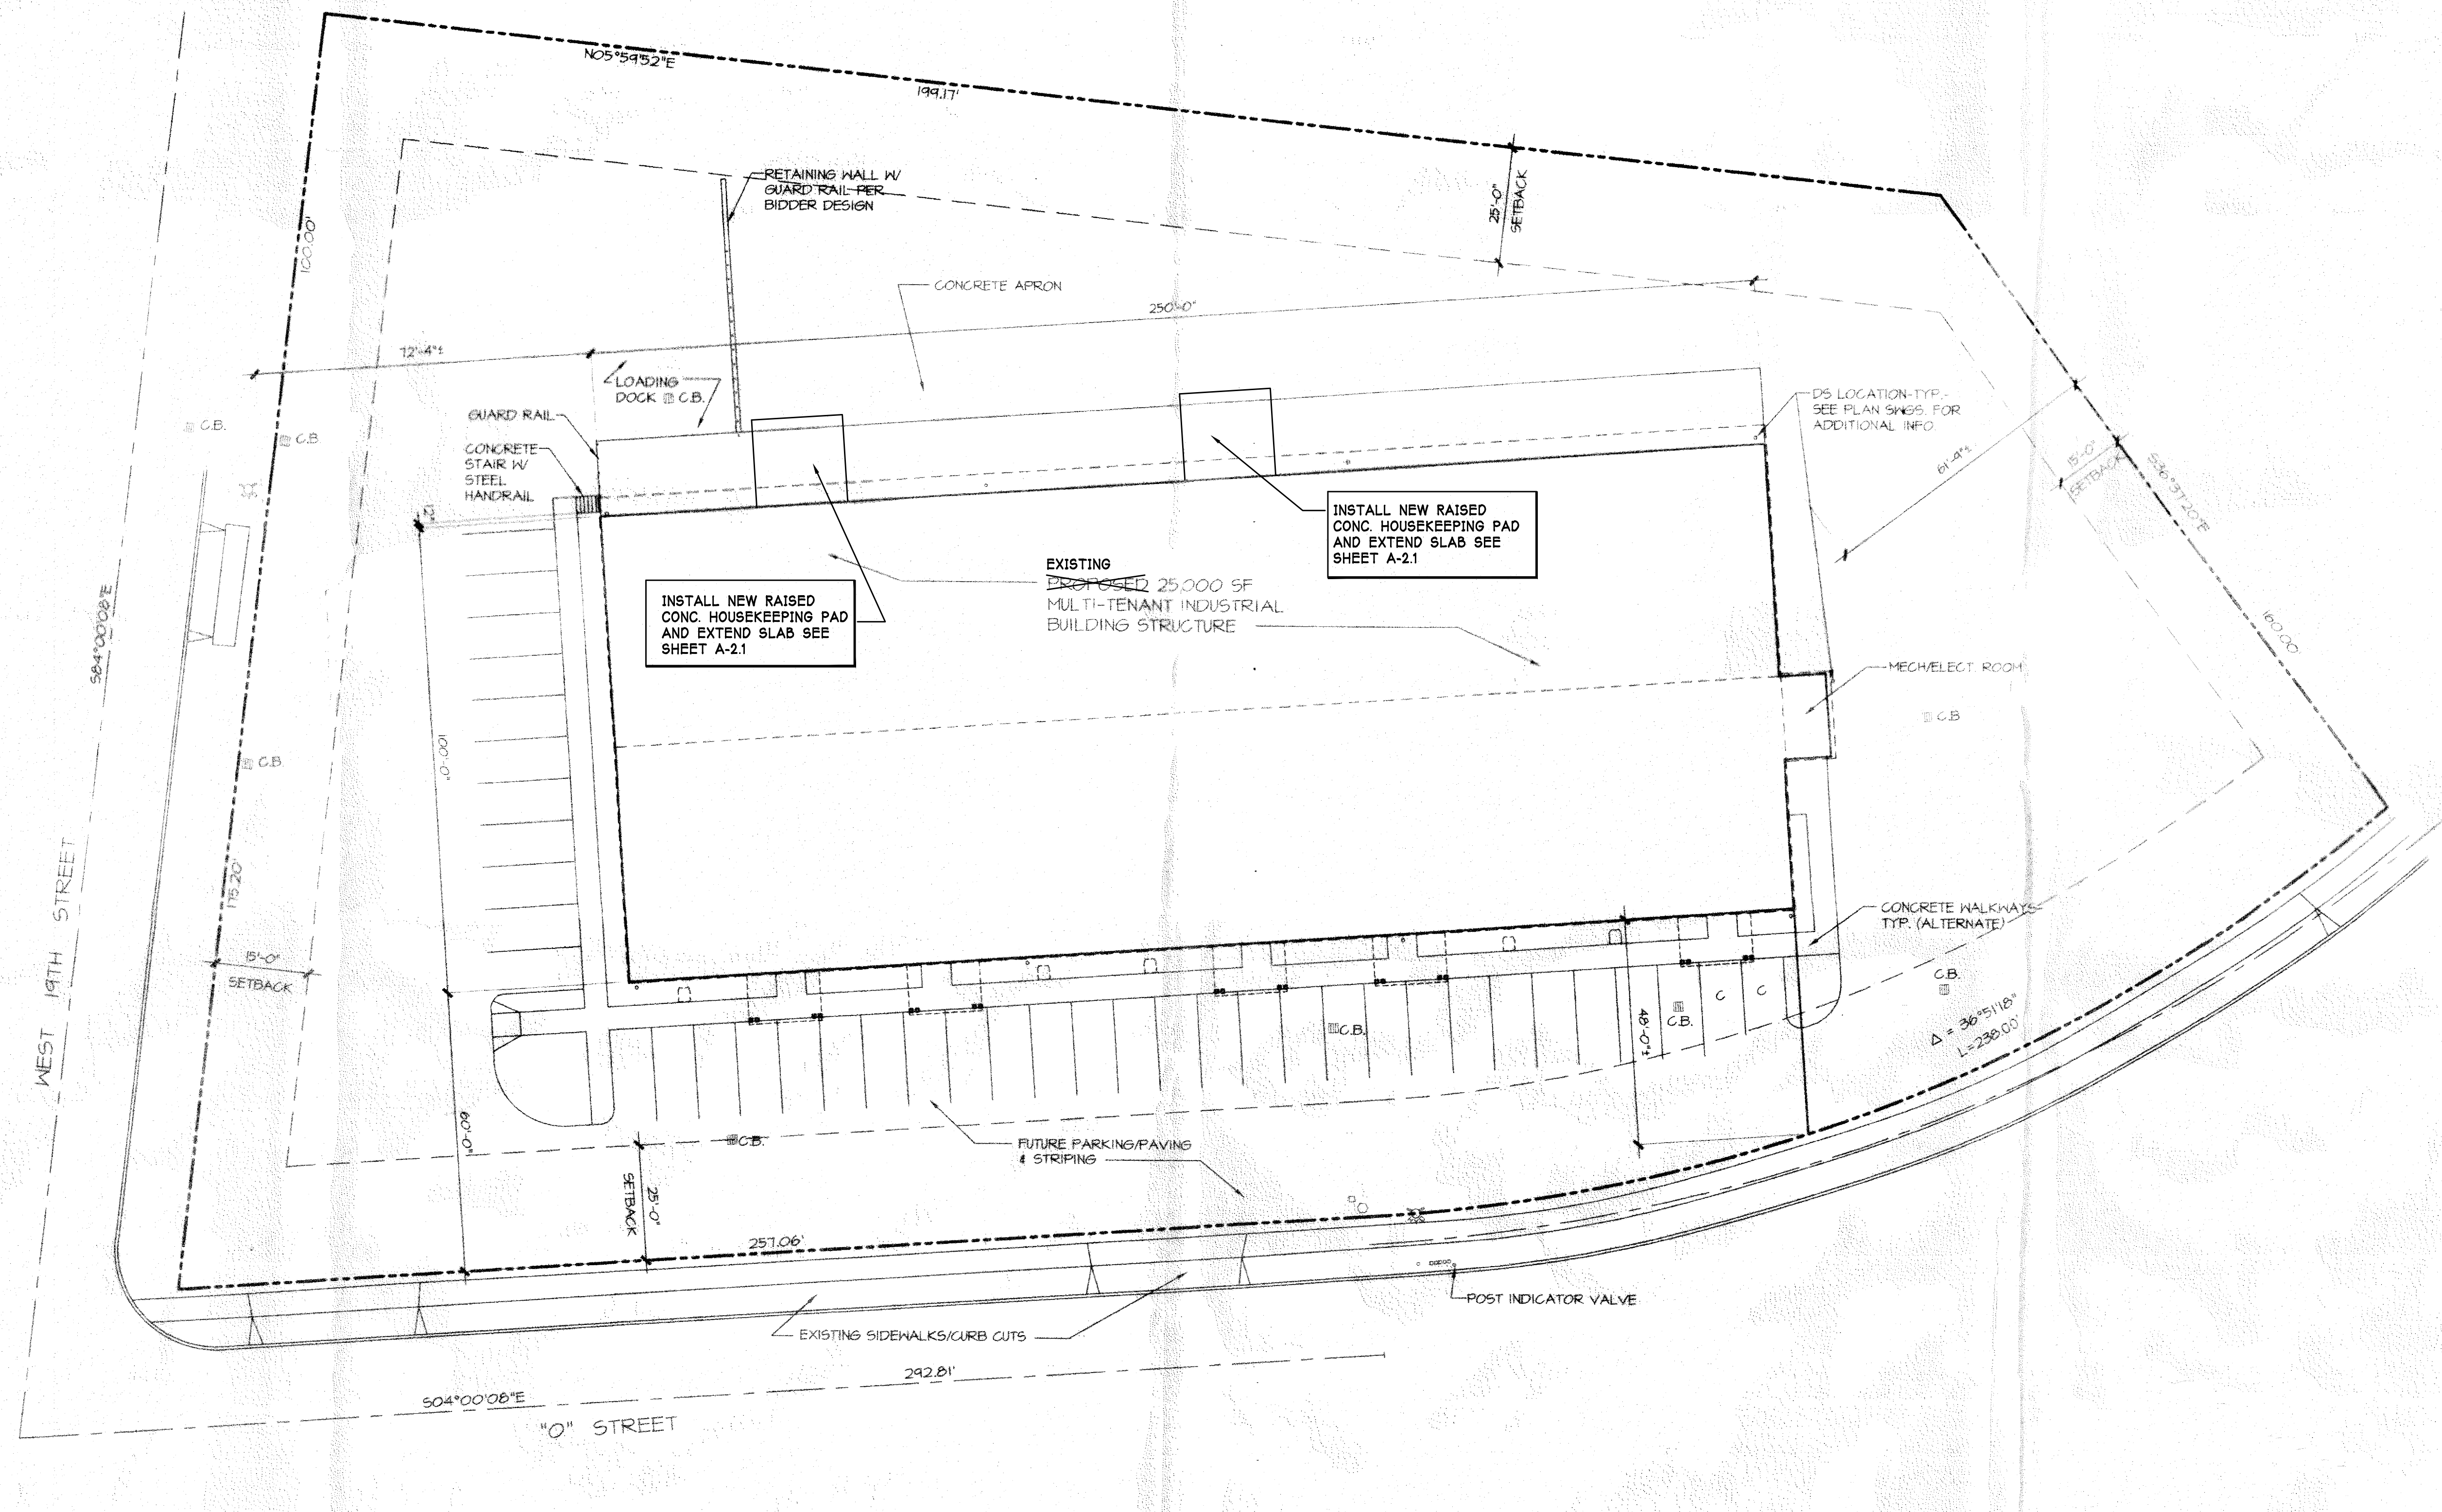 N05°59'52"E
199.17'
100.00'
RETAINING WALL W/
GUARD RAIL PER
BIDDER DESIGN
25'-0"
SETBACK
CONCRETE APRON
250'-0"
72'-4"±
LOADING
DOCK
C.B.
GUARD RAIL
CONCRETE
STAIR W/
STEEL
HANDRAIL
C.B.
C.B.
DS LOCATION-TYP.-
SEE PLAN SWGS. FOR
ADDITIONAL INFO.
61'-9"±
15'-0"
SETBACK
S36°37'20"E
160.00
INSTALL NEW RAISED
CONC. HOUSEKEEPING PAD
AND EXTEND SLAB SEE
SHEET A-2.1
EXISTING
PROPOSED 25,000 SF
MULTI-TENANT INDUSTRIAL
BUILDING STRUCTURE
INSTALL NEW RAISED
CONC. HOUSEKEEPING PAD
AND EXTEND SLAB SEE
SHEET A-2.1
S84°00'08"E
MECH/ELECT ROOM
C.B
C.B.
100'-0"
175.20'
WEST 19TH STREET
15'-0"
SETBACK
CONCRETE WALKWAYS-
TYP. (ALTERNATE)
C.B.
C
C
C.B.
C.B.
48'-0"±
Δ = 36°51'18"
L=238.00'
60'-0"
C.B.
FUTURE PARKING/PAVING
& STRIPING
25'-0"
SETBACK
257.06'
POST INDICATOR VALVE
EXISTING SIDEWALKS/CURB CUTS
292.81'
S04°00'08"E
"O" STREET